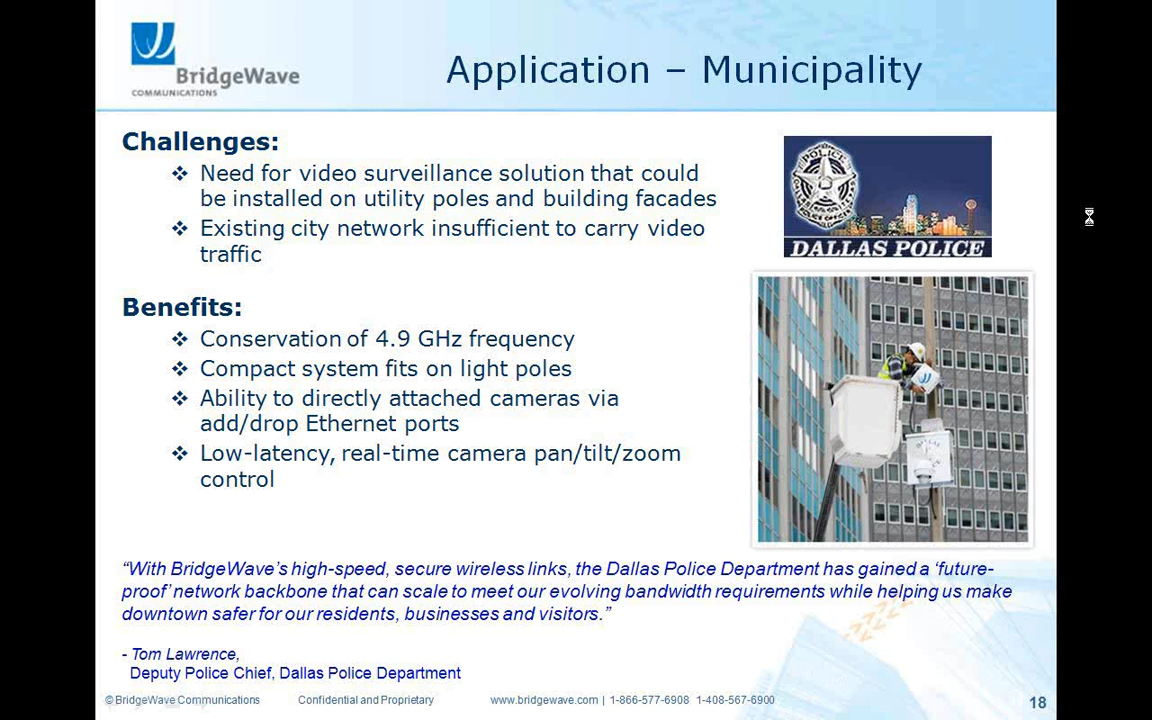 BridgeWave
COMMUNICATIONS
Application – Municipality
Challenges:
❖ Need for video surveillance solution that could
be installed on utility poles and building facades
❖ Existing city network insufficient to carry video
traffic
Benefits:
❖ Conservation of 4.9 GHz frequency
❖ Compact system fits on light poles
❖ Ability to directly attached cameras via
add/drop Ethernet ports
❖ Low-latency, real-time camera pan/tilt/zoom
control
POLICE
DALLAS POLICE
DALLAS
“With BridgeWave’s high-speed, secure wireless links, the Dallas Police Department has gained a ‘future-
proof’ network backbone that can scale to meet our evolving bandwidth requirements while helping us make
downtown safer for our residents, businesses and visitors.”
- Tom Lawrence,
Deputy Police Chief, Dallas Police Department
© BridgeWave Communications Confidential and Proprietary www.bridgewave.com | 1-866-577-6908 1-408-567-6900 18